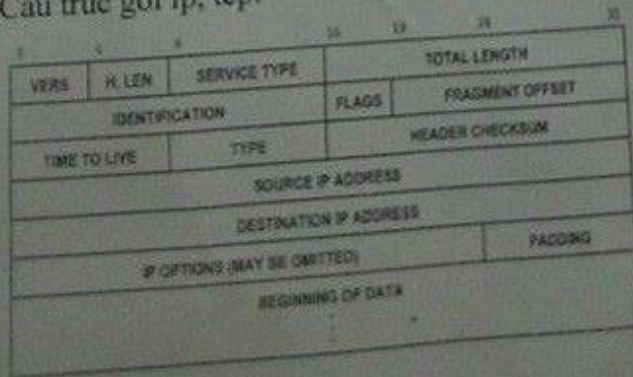 Cấu trúc gói ip, tcp.
0 4 8 16 19 24 31
VERS H. LEN SERVICE TYPE TOTAL LENGTH
IDENTIFICATION FLAGS FRAGMENT OFFSET
TIME TO LIVE TYPE HEADER CHECKSUM
SOURCE IP ADDRESS
DESTINATION IP ADDRESS
IP OPTIONS (MAY BE OMITTED) PADDING
BEGINNING OF DATA